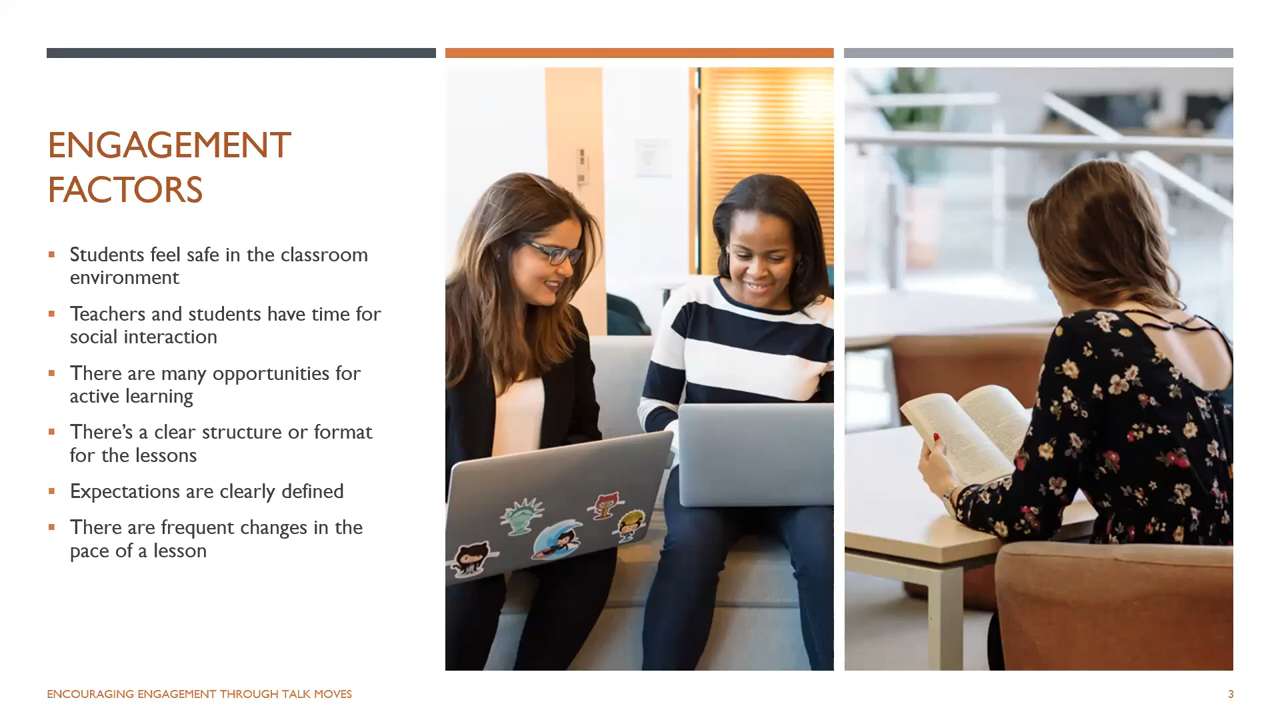 ENGAGEMENT
FACTORS
Students feel safe in the classroom
environment
Teachers and students have time for
social interaction
There are many opportunities for
active learning
There’s a clear structure or format
for the lessons
Expectations are clearly defined
There are frequent changes in the
pace of a lesson
ENCOURAGING ENGAGEMENT THROUGH TALK MOVES
3